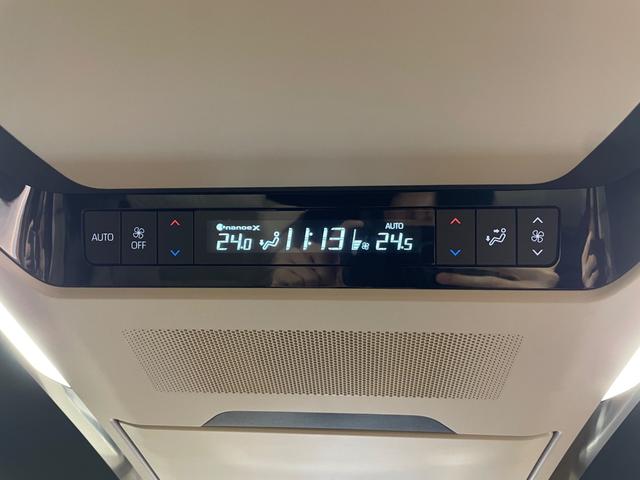 nanoeX
AUTO
AUTO
OFF
24.0
11:13
24.5